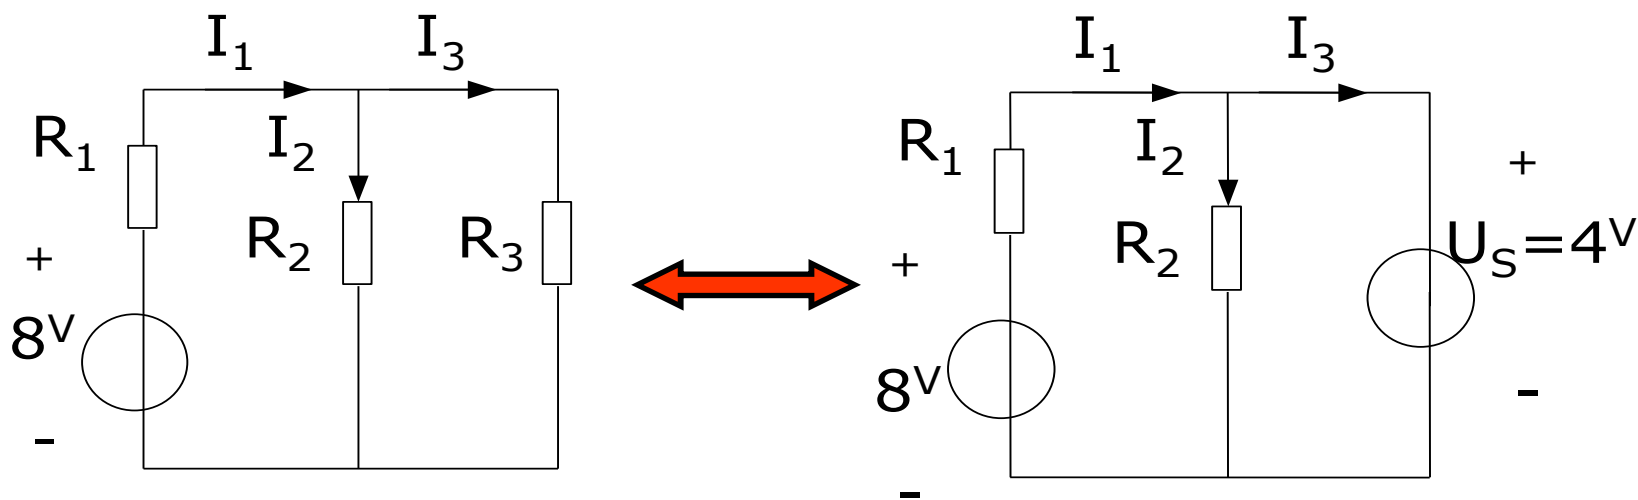 I₁ I₃
R₁ I₂
R₂ R₃
+
8ⱽ
-
I₁ I₃
R₁ I₂ +
R₂ Uₛ=4ⱽ
+
8ⱽ -
-